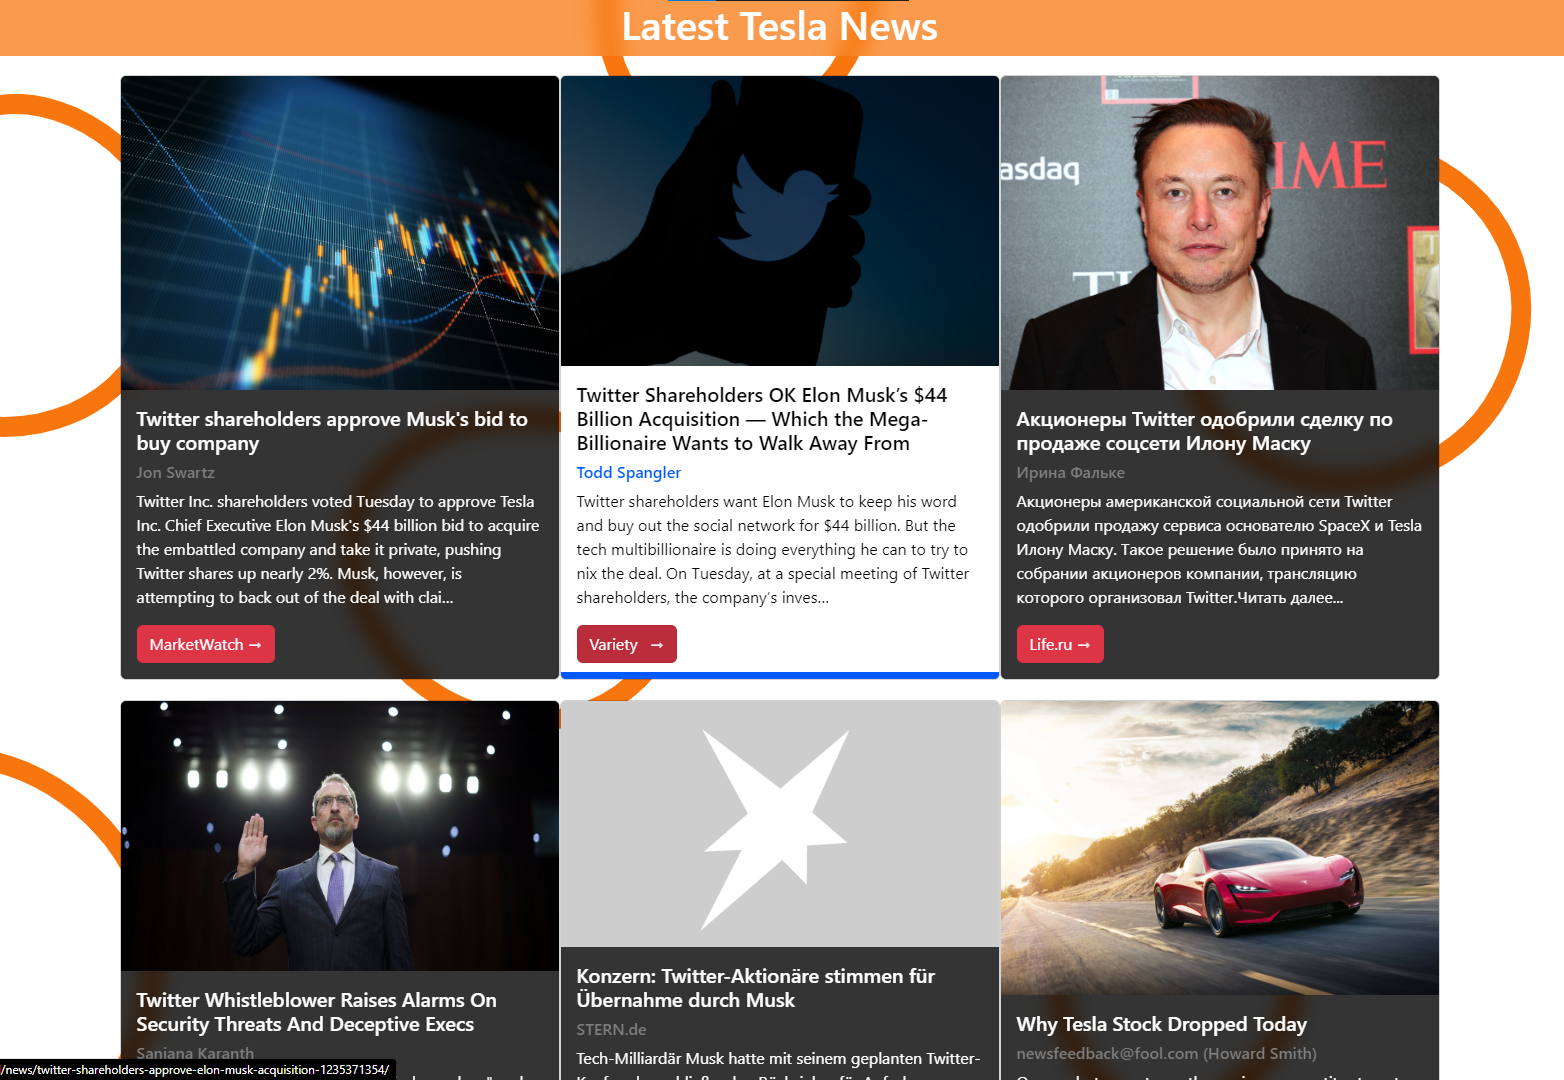 Latest Tesla News
asdaq
TIME
Twitter shareholders approve Musk's bid to
buy company
Jon Swartz
Twitter Inc. shareholders voted Tuesday to approve Tesla
Inc. Chief Executive Elon Musk's $44 billion bid to acquire
the embattled company and take it private, pushing
Twitter shares up nearly 2%. Musk, however, is
attempting to back out of the deal with clai...
MarketWatch →
Twitter Shareholders OK Elon Musk’s $44
Billion Acquisition — Which the Mega-
Billionaire Wants to Walk Away From
Todd Spangler
Twitter shareholders want Elon Musk to keep his word
and buy out the social network for $44 billion. But the
tech multibillionaire is doing everything he can to try to
nix the deal. On Tuesday, at a special meeting of Twitter
shareholders, the company’s inves...
Variety →
Акционеры Twitter одобрили сделку по
продаже соцсети Илону Маску
Ирина Фальке
Акционеры американской социальной сети Twitter
одобрили продажу сервиса основателю SpaceX и Tesla
Илону Маску. Такое решение было принято на
собрании акционеров компании, трансляцию
которого организовал Twitter.Читать далее...
Life.ru →
Twitter Whistleblower Raises Alarms On
Security Threats And Deceptive Execs
Sanjana Karanth
Konzern: Twitter-Aktionäre stimmen für
Übernahme durch Musk
STERN.de
Tech-Milliardär Musk hatte mit seinem geplanten Twitter-
Why Tesla Stock Dropped Today
newsfeedback@fool.com (Howard Smith)
/news/twitter-shareholders-approve-elon-musk-acquisition-1235371354/